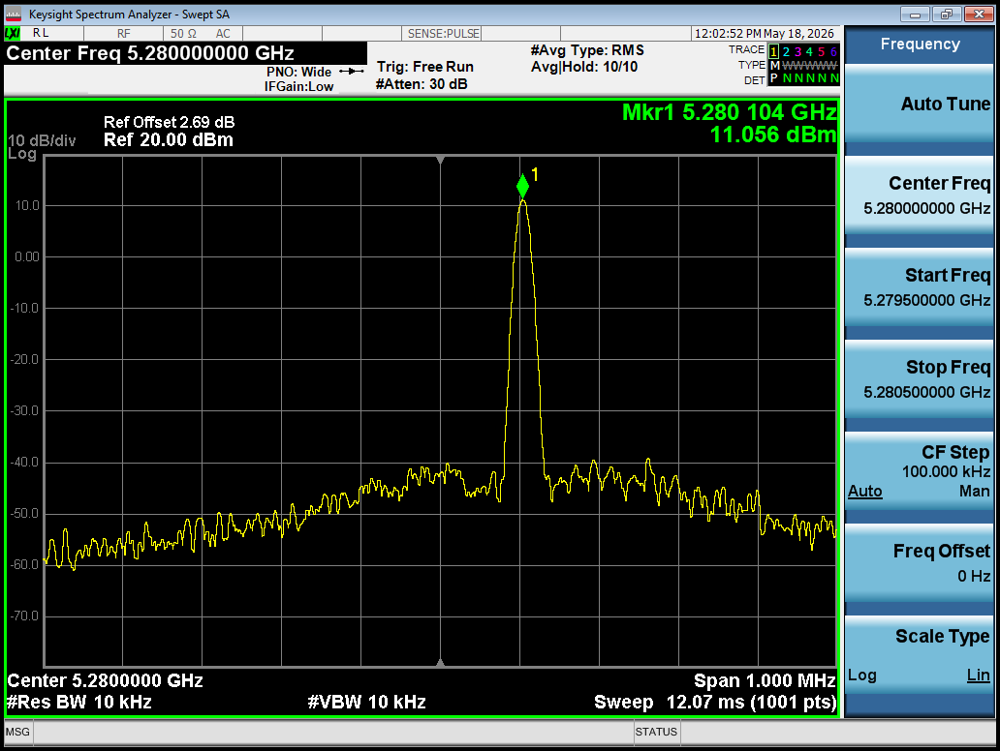 Keysight Spectrum Analyzer - Swept SA
LXI RL RF 50 Ω AC SENSE:PULSE 12:02:52 PM May 18, 2026
Center Freq 5.280000000 GHz
PNO: Wide
IFGain:Low
Trig: Free Run
#Atten: 30 dB
#Avg Type: RMS
Avg|Hold: 10/10
TRACE 1 2 3 4 5 6
TYPE M W W W W W
DET P N N N N N
Mkr1 5.280 104 GHz
11.056 dBm
Ref Offset 2.69 dB
10 dB/div Ref 20.00 dBm
Log
1
10.0
0.00
-10.0
-20.0
-30.0
-40.0
-50.0
-60.0
-70.0
Center 5.2800000 GHz Span 1.000 MHz
#Res BW 10 kHz #VBW 10 kHz Sweep 12.07 ms (1001 pts)
MSG STATUS
Frequency
Auto Tune
Center Freq
5.280000000 GHz
Start Freq
5.279500000 GHz
Stop Freq
5.280500000 GHz
CF Step
100.000 kHz
Auto Man
Freq Offset
0 Hz
Scale Type
Log Lin